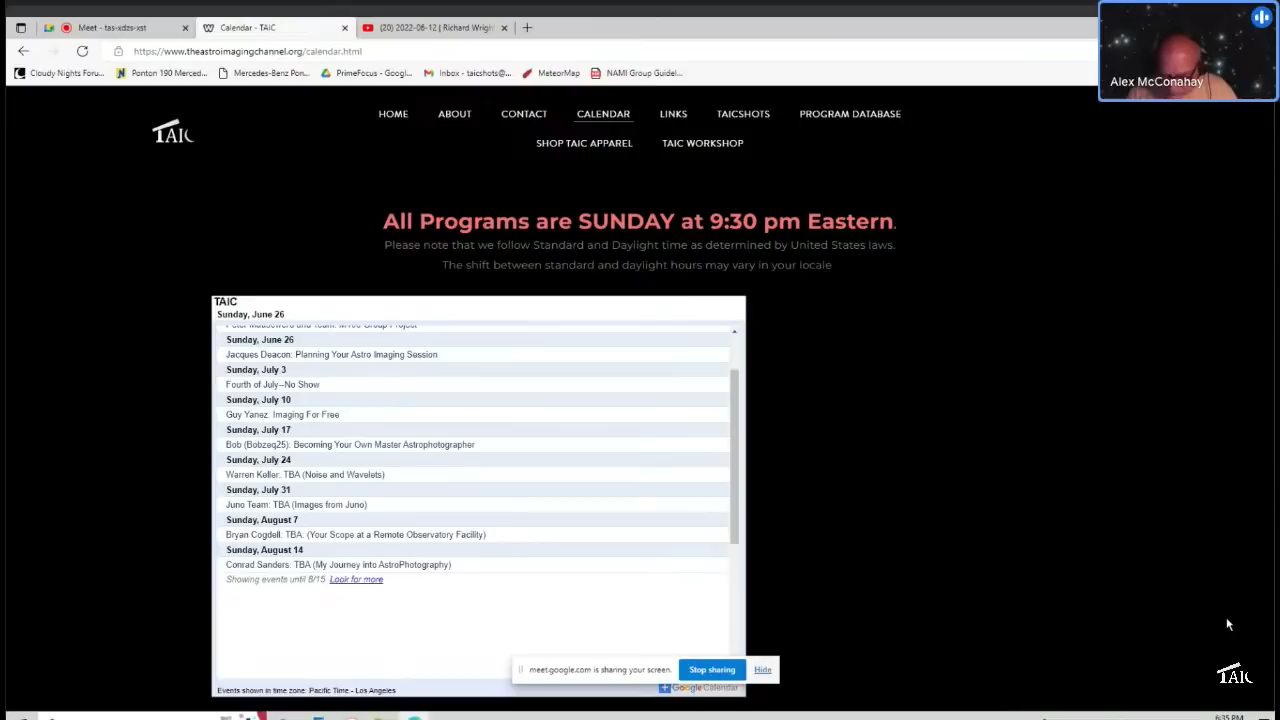 Meet - tas-xdzs-xst
Calendar - TAIC
(20) 2022-06-12 | Richard Wrigh
https://www.theastroimagingchannel.org/calendar.html
Cloudy Nights Foru...
Ponton 190 Merced...
Mercedes-Benz Pon...
PrimeFocus - Googl...
Inbox - taicshots@...
MeteorMap
NAMI Group Guidel...
Alex McConahay
TAIC
HOME ABOUT CONTACT CALENDAR LINKS TAICSHOTS PROGRAM DATABASE
SHOP TAIC APPAREL TAIC WORKSHOP
All Programs are SUNDAY at 9:30 pm Eastern.
Please note that we follow Standard and Daylight time as determined by United States laws.
The shift between standard and daylight hours may vary in your locale
TAIC
Sunday, June 26
Sunday, June 26
Jacques Deacon: Planning Your Astro Imaging Session
Sunday, July 3
Fourth of July--No Show
Sunday, July 10
Guy Yanez: Imaging For Free
Sunday, July 17
Bob (Bobzeq25): Becoming Your Own Master Astrophotographer
Sunday, July 24
Warren Keller: TBA (Noise and Wavelets)
Sunday, July 31
Juno Team: TBA (Images from Juno)
Sunday, August 7
Bryan Cogdell: TBA: (Your Scope at a Remote Observatory Facility)
Sunday, August 14
Conrad Sanders: TBA (My Journey into AstroPhotography)
Showing events until 8/15. Look for more
meet.google.com is sharing your screen.
Stop sharing
Hide
Events shown in time zone: Pacific Time - Los Angeles
Google Calendar
TAIC
6:35 PM